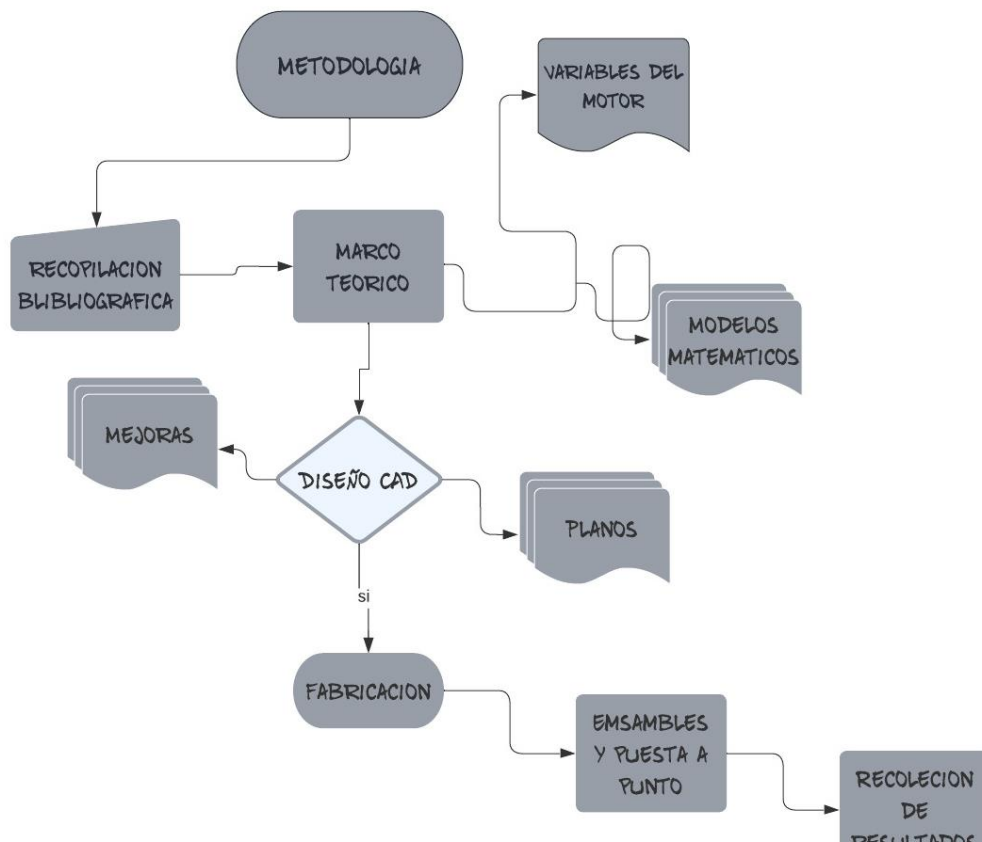 METODOLOGIA
VARIABLES DEL
MOTOR
RECOPILACION
BLIBLIOGRAFICA
MARCO
TEORICO
MODELOS
MATEMATICOS
MEJORAS
DISEÑO CAD
PLANOS
si
FABRICACION
EMSAMBLES
Y PUESTA A
PUNTO
RECOLECION
DE
RESULTADOS